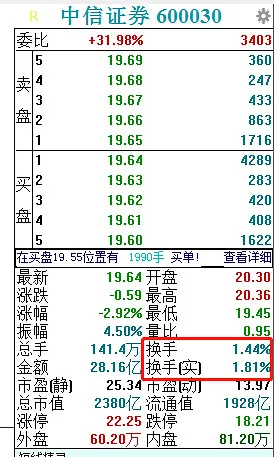 R 中信证券 600030
委比 +31.98% 3403
卖盘 5 19.69 360
4 19.68 247
3 19.67 433
2 19.66 863
1 19.65 1716
买盘 1 19.64 4289
2 19.63 283
3 19.62 420
4 19.61 408
5 19.60 1622
在买盘19.55位置有 1990手 买单! 查看详细
最新 19.64 开盘 20.30
涨跌 -0.59 最高 20.36
涨幅 -2.92% 最低 19.45
振幅 4.50% 量比 0.95
总手 141.4万 换手 1.44%
金额 28.16亿 换手(实) 1.81%
市盈(静) 25.34 市盈(动) 13.97
总市值 2380亿 流通值 1928亿
涨停 22.25 跌停 18.21
外盘 60.20万 内盘 81.20万
短线精灵